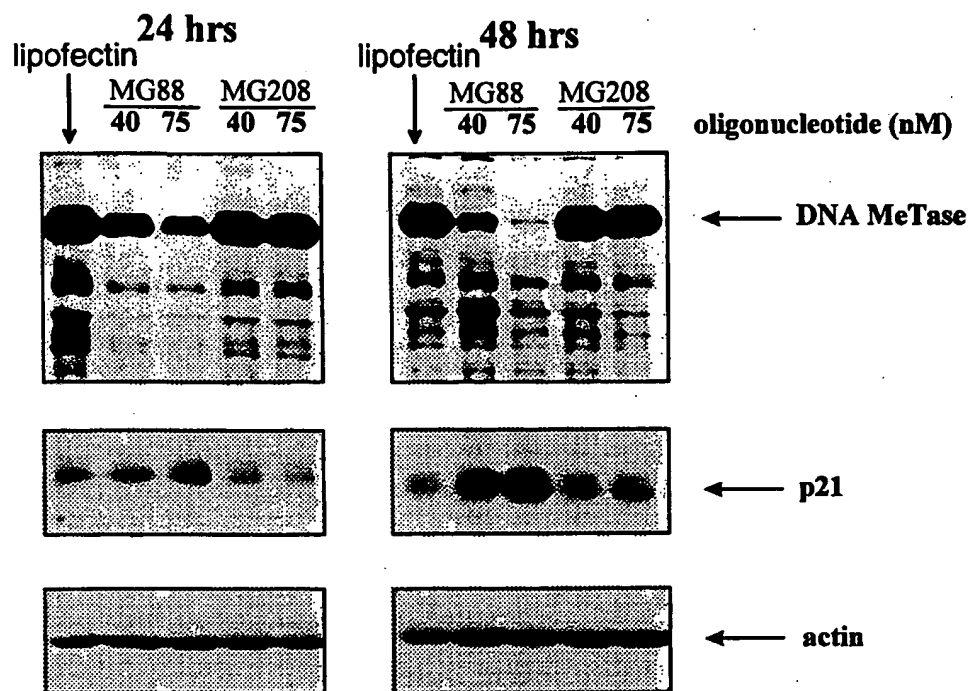 24 hrs
48 hrs
lipofectin
lipofectin
MG88
MG208
MG88
MG208
40
75
40
75
40
75
40
75
oligonucleotide (nM)
DNA MeTase
p21
actin